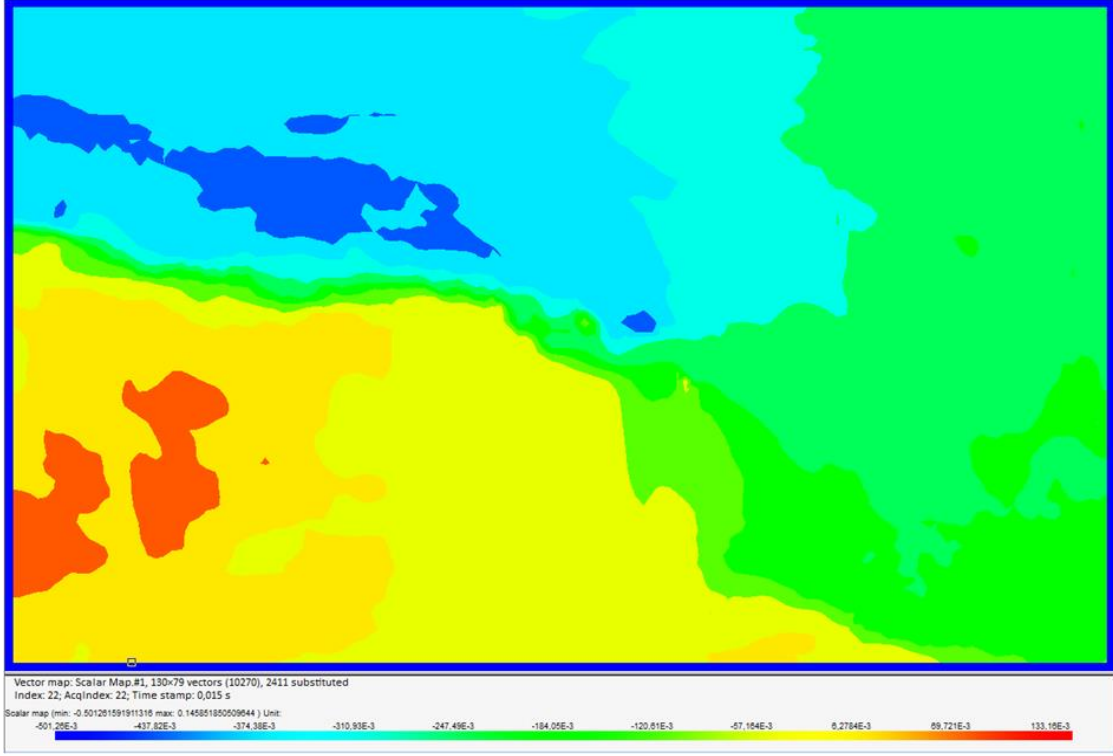 Vector map: Scalar Map.#1, 130×79 vectors (10270), 2411 substituted
Index: 22; AcqIndex: 22; Time stamp: 0,015 s
Scalar map (min: -0.501261591911316 max: 0.145851850509644 ) Unit:
-501,26E-3 -437,82E-3 -374,38E-3 -310,93E-3 -247,49E-3 -184,05E-3 -120,61E-3 -57,164E-3 6,2784E-3 69,721E-3 133,16E-3